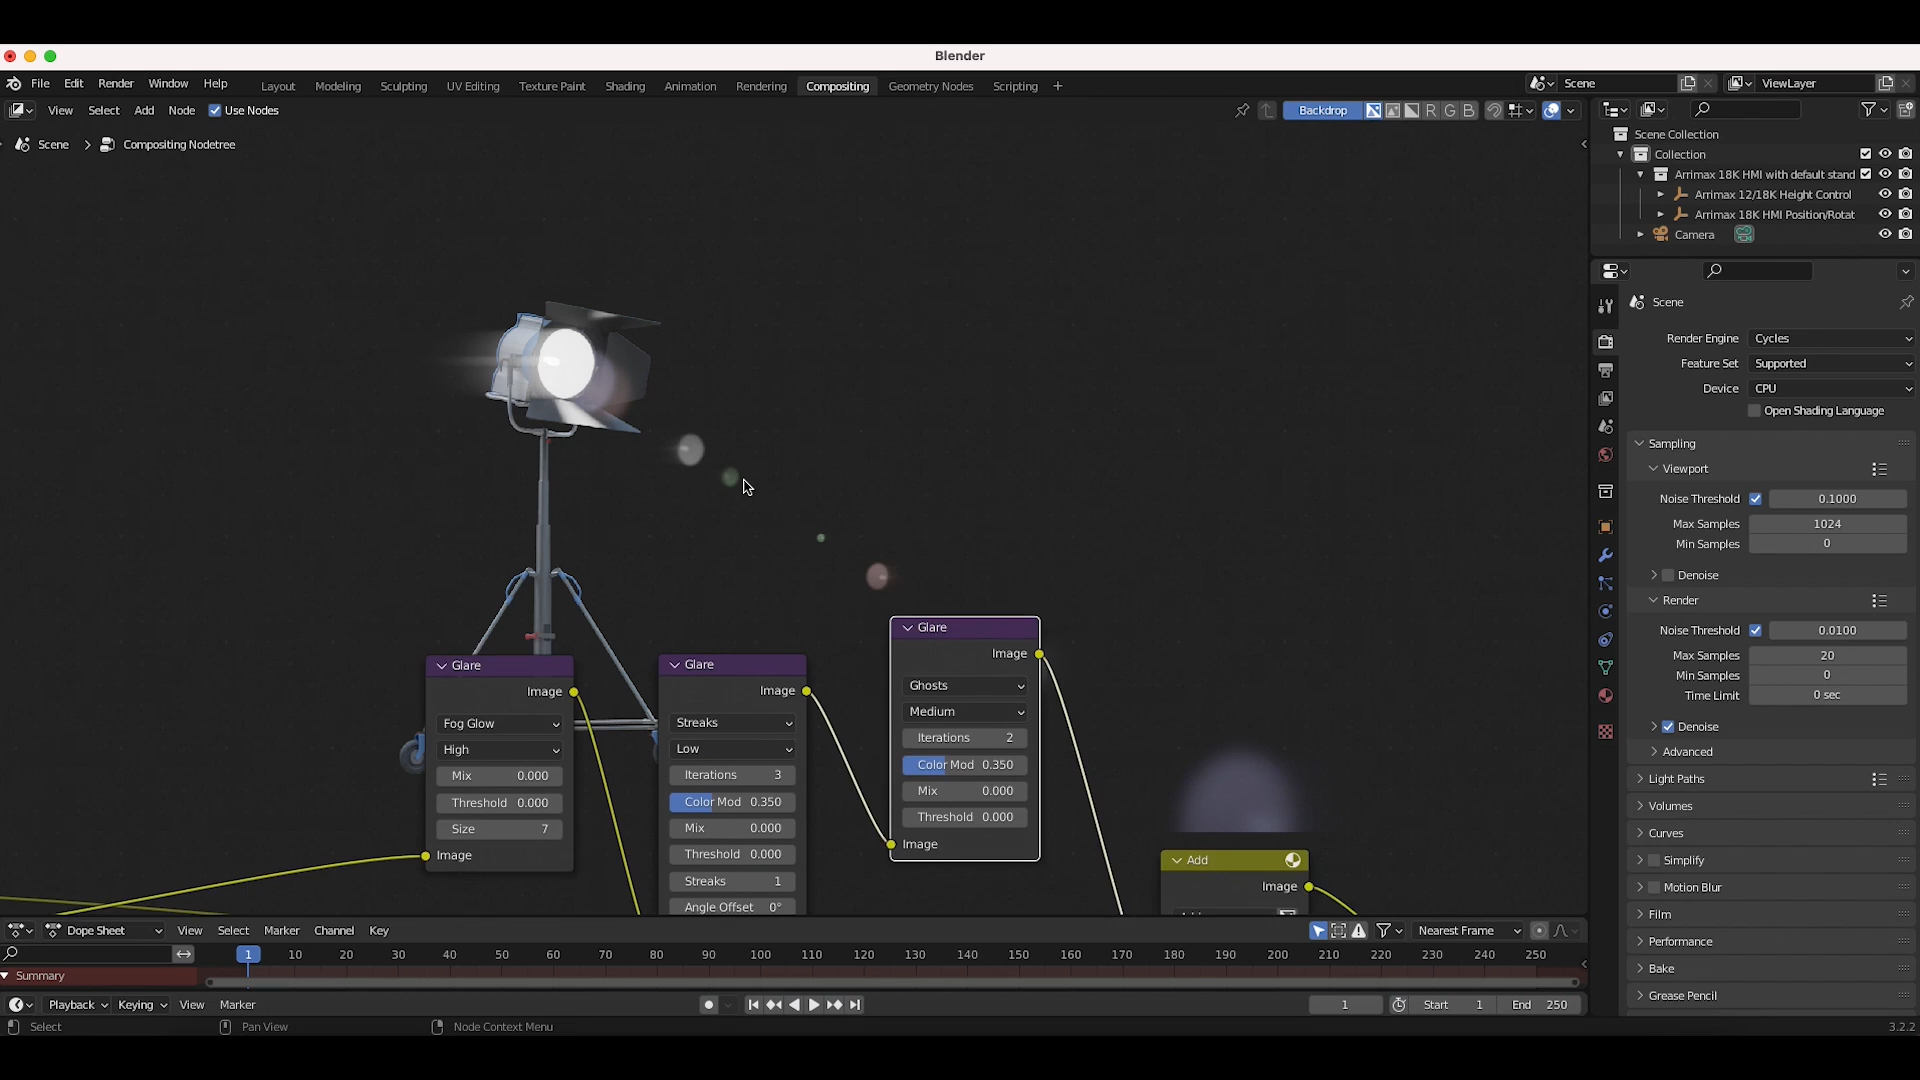 Blender
File Edit Render Window Help
Layout Modeling Sculpting UV Editing Texture Paint Shading Animation Rendering Compositing Geometry Nodes Scripting +
Scene ViewLayer
View Select Add Node Use Nodes Backdrop R G B
Scene > Compositing Nodetree
Scene Collection
Collection
Arrimax 18K HMI with default stand
Arrimax 12/18K Height Control
Arrimax 18K HMI Position/Rotat
Camera
Scene
Render Engine Cycles
Feature Set Supported
Device CPU
Open Shading Language
Sampling
Viewport
Noise Threshold 0.1000
Max Samples 1024
Min Samples 0
Denoise
Render
Noise Threshold 0.0100
Max Samples 20
Min Samples 0
Time Limit 0 sec
Denoise
Advanced
Light Paths
Volumes
Curves
Simplify
Motion Blur
Film
Performance
Bake
Grease Pencil
Glare
Image
Fog Glow
High
Mix 0.000
Threshold 0.000
Size 7
Image
Glare
Image
Streaks
Low
Iterations 3
Color Mod 0.350
Mix 0.000
Threshold 0.000
Streaks 1
Angle Offset 0°
Glare
Image
Ghosts
Medium
Iterations 2
Color Mod 0.350
Mix 0.000
Threshold 0.000
Image
Add
Image
Dope Sheet View Select Marker Channel Key Nearest Frame
1 10 20 30 40 50 60 70 80 90 100 110 120 130 140 150 160 170 180 190 200 210 220 230 240 250
Summary
Playback Keying View Marker 1 Start 1 End 250
Select Pan View Node Context Menu 3.2.2